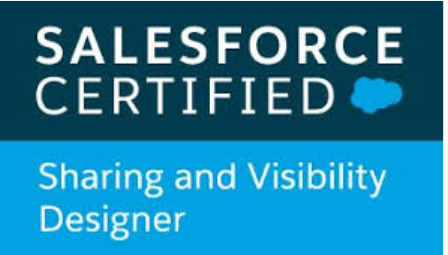 SALESFORCE
CERTIFIED
Sharing and Visibility
Designer